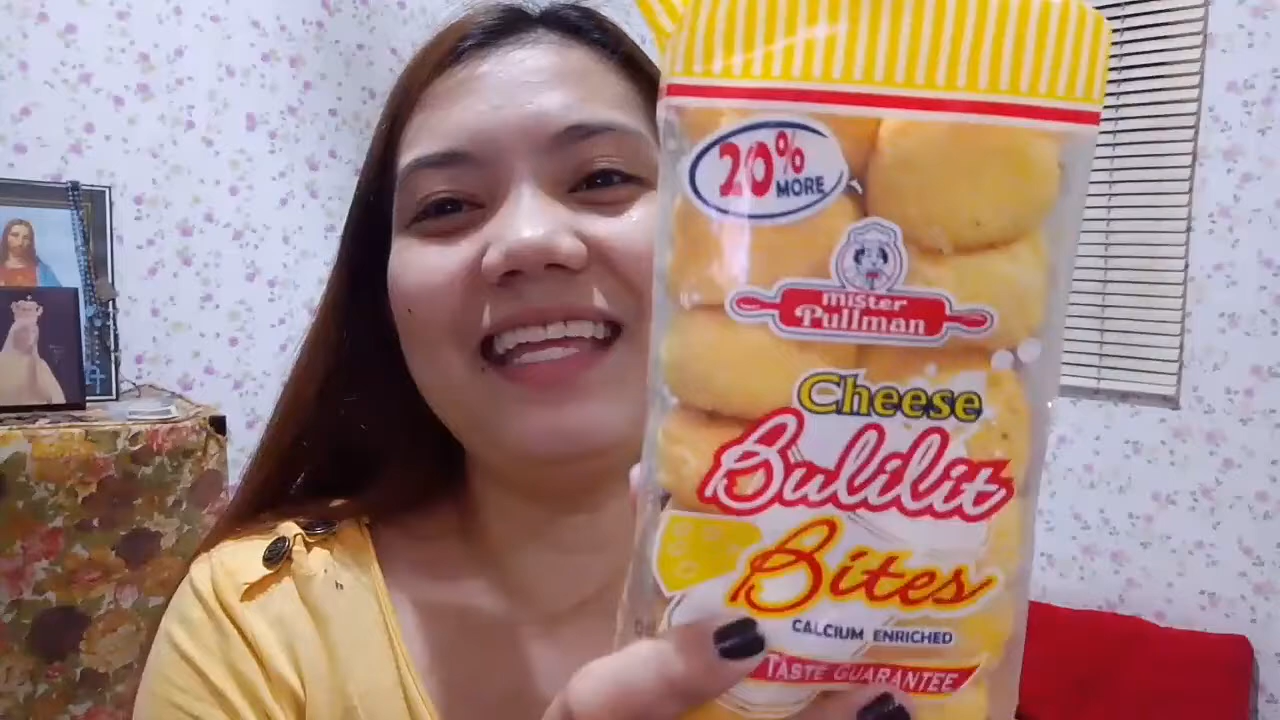 20%
MORE
mister
Pullman
Cheese
Bulilit
Bites
CALCIUM ENRICHED
TASTE GUARANTEE